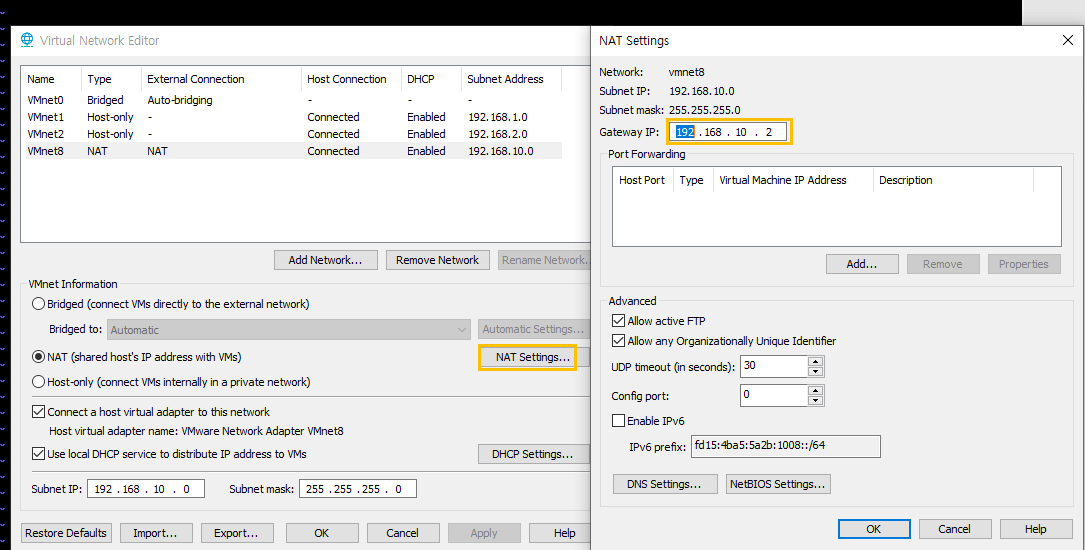 Virtual Network Editor
Name Type External Connection Host Connection DHCP Subnet Address
VMnet0 Bridged Auto-bridging - - -
VMnet1 Host-only - Connected Enabled 192.168.1.0
VMnet2 Host-only - Connected Enabled 192.168.2.0
VMnet8 NAT NAT Connected Enabled 192.168.10.0
Add Network... Remove Network Rename Network..
VMnet Information
Bridged (connect VMs directly to the external network)
Bridged to: Automatic Automatic Settings...
NAT (shared host's IP address with VMs) NAT Settings...
Host-only (connect VMs internally in a private network)
Connect a host virtual adapter to this network
Host virtual adapter name: VMware Network Adapter VMnet8
Use local DHCP service to distribute IP address to VMs DHCP Settings...
Subnet IP: 192 .168 . 10 . 0 Subnet mask: 255 .255 .255 . 0
Restore Defaults Import... Export... OK Cancel Apply Help
NAT Settings
Network: vmnet8
Subnet IP: 192.168.10.0
Subnet mask: 255.255.255.0
Gateway IP: 192 .168 . 10 . 2
Port Forwarding
Host Port Type Virtual Machine IP Address Description
Add... Remove Properties
Advanced
Allow active FTP
Allow any Organizationally Unique Identifier
UDP timeout (in seconds): 30
Config port: 0
Enable IPv6
IPv6 prefix: fd15:4ba5:5a2b:1008::/64
DNS Settings... NetBIOS Settings...
OK Cancel Help